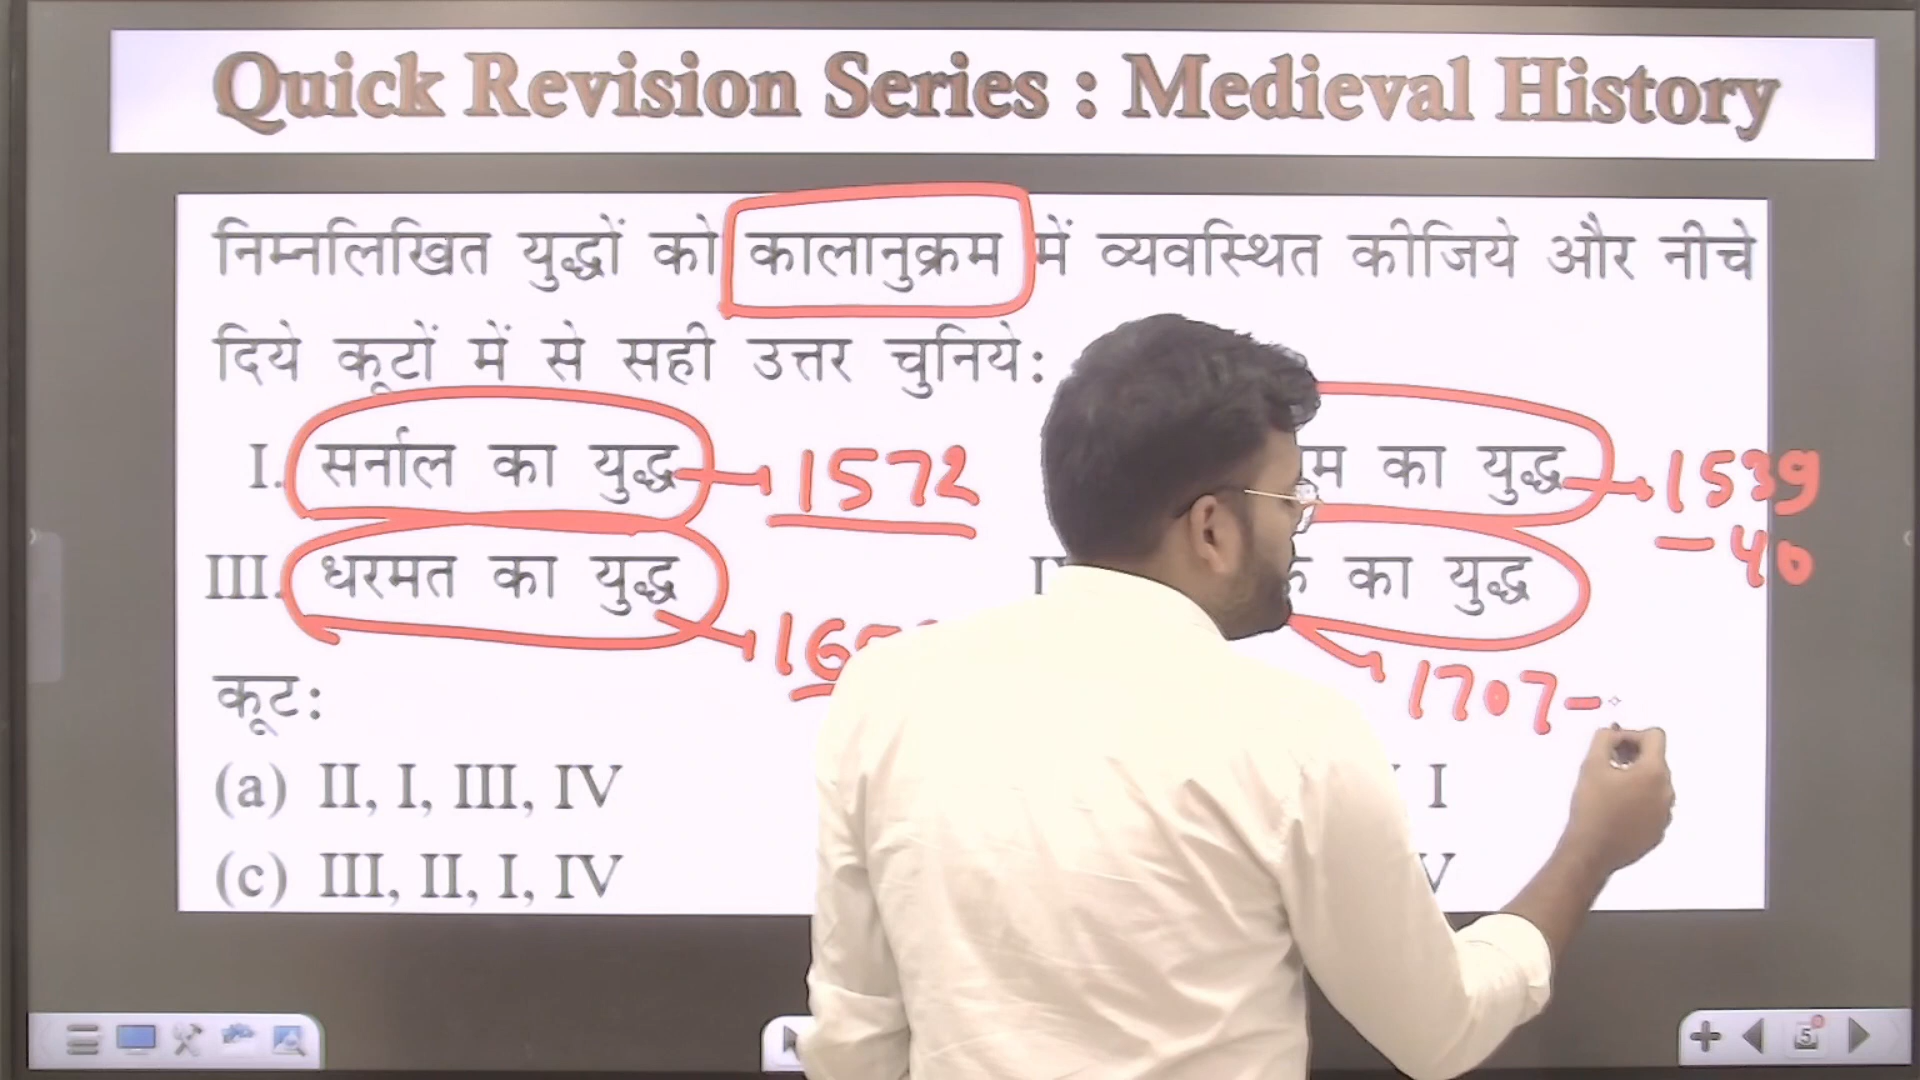 Quick Revision Series : Medieval History
निम्नलिखित युद्धों को कालानुक्रम में व्यवस्थित कीजिये और नीचे
दिये कूटों में से सही उत्तर चुनिये:
I. सर्नाल का युद्ध 1572 का युद्ध 1539
-40
III. धरमत का युद्ध का युद्ध
1707-
कूट:
(a) II, I, III, IV I
(c) III, II, I, IV
5